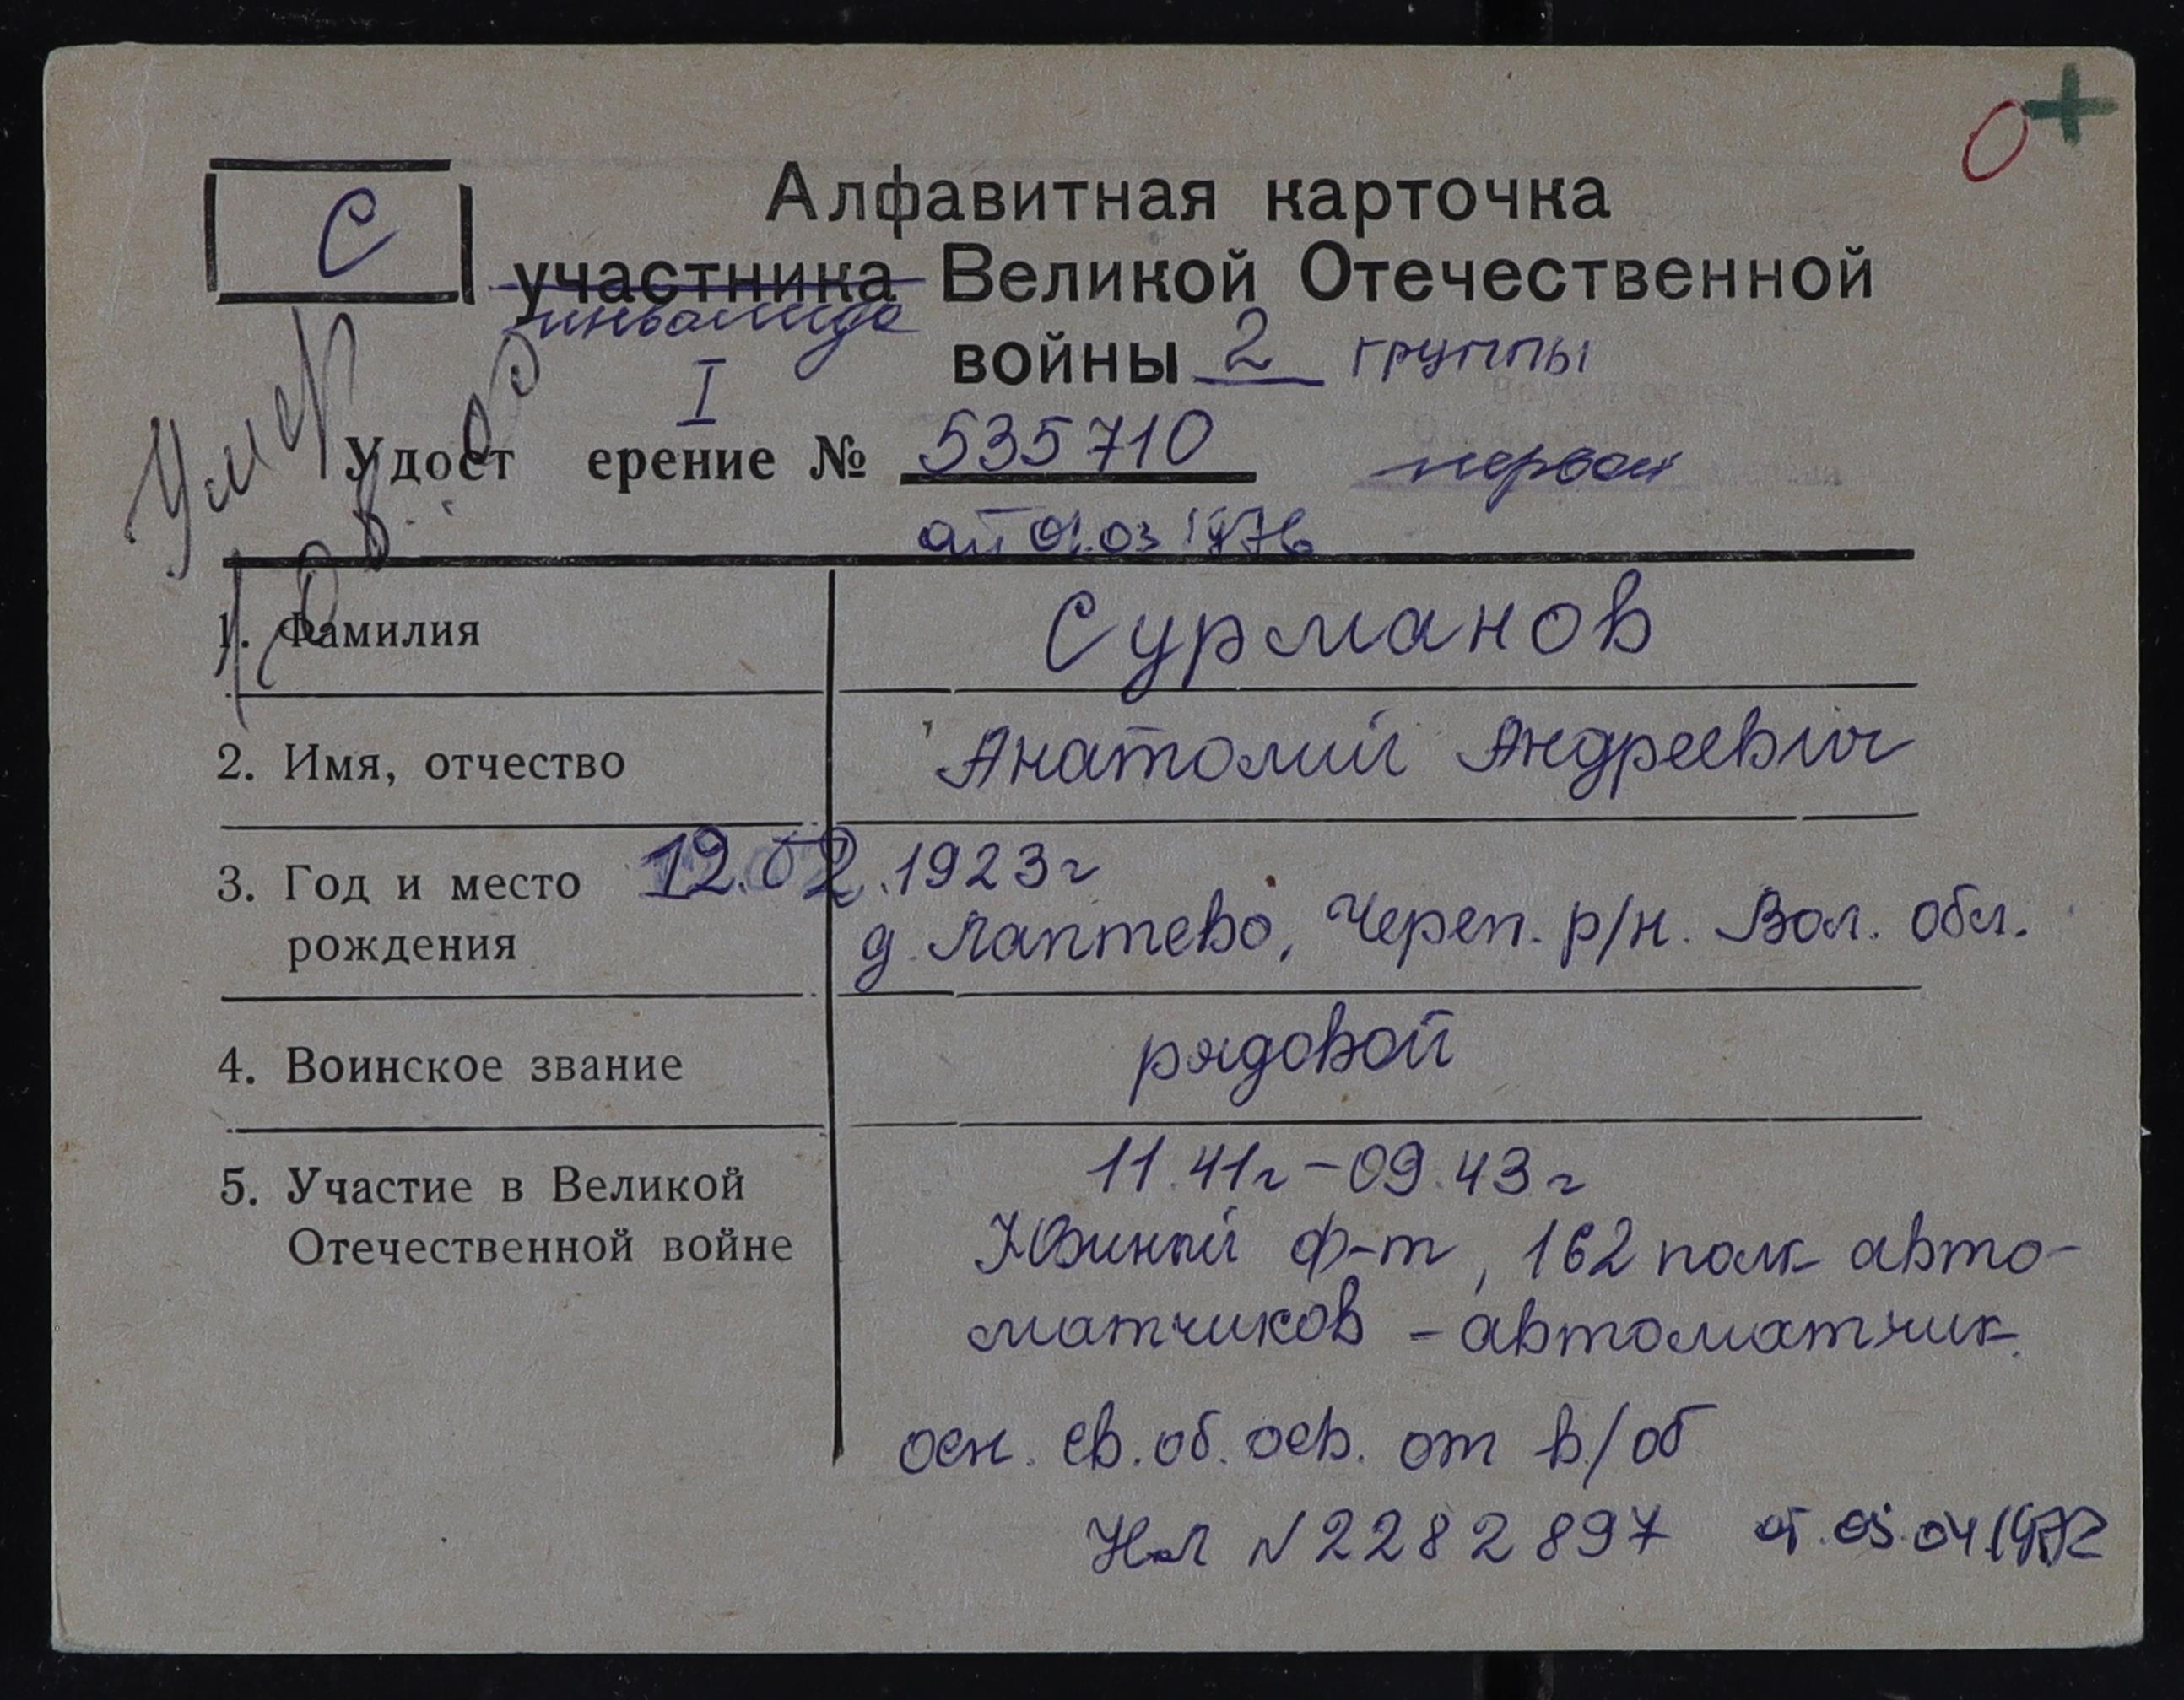 О +
С
Алфавитная карточка
участника Великой Отечественной
инвалида
войны 2 группы
I
Удост ерение № 535710
первой
Умер
от 01.03 1976
1. Фамилия Сурманов
2. Имя, отчество Анатолий Андреевич
3. Год и место 12.02.1923г
рождения д. Лаптево, Череп. р/н. Вол. обл.
4. Воинское звание рядовой
5. Участие в Великой 11.41г - 09.43г
Отечественной войне Южный ф-т, 162 полк авто-
матчиков - автоматчик.
осн. св. об. осв. от в/об
НЛ № 2282897 от 05.04.1972